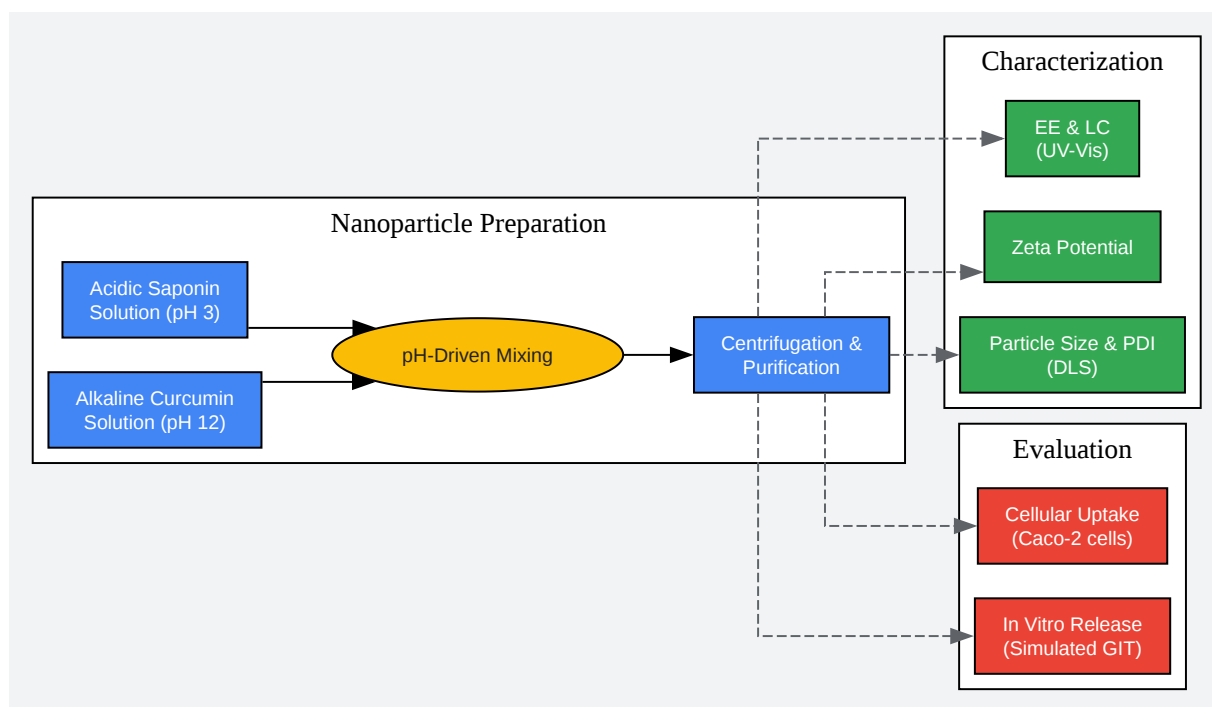 Nanoparticle Preparation
Acidic Saponin
Solution (pH 3)
Alkaline Curcumin
Solution (pH 12)
pH-Driven Mixing
Centrifugation &
Purification
Characterization
EE & LC
(UV-Vis)
Zeta Potential
Particle Size & PDI
(DLS)
Evaluation
Cellular Uptake
(Caco-2 cells)
In Vitro Release
(Simulated GIT)